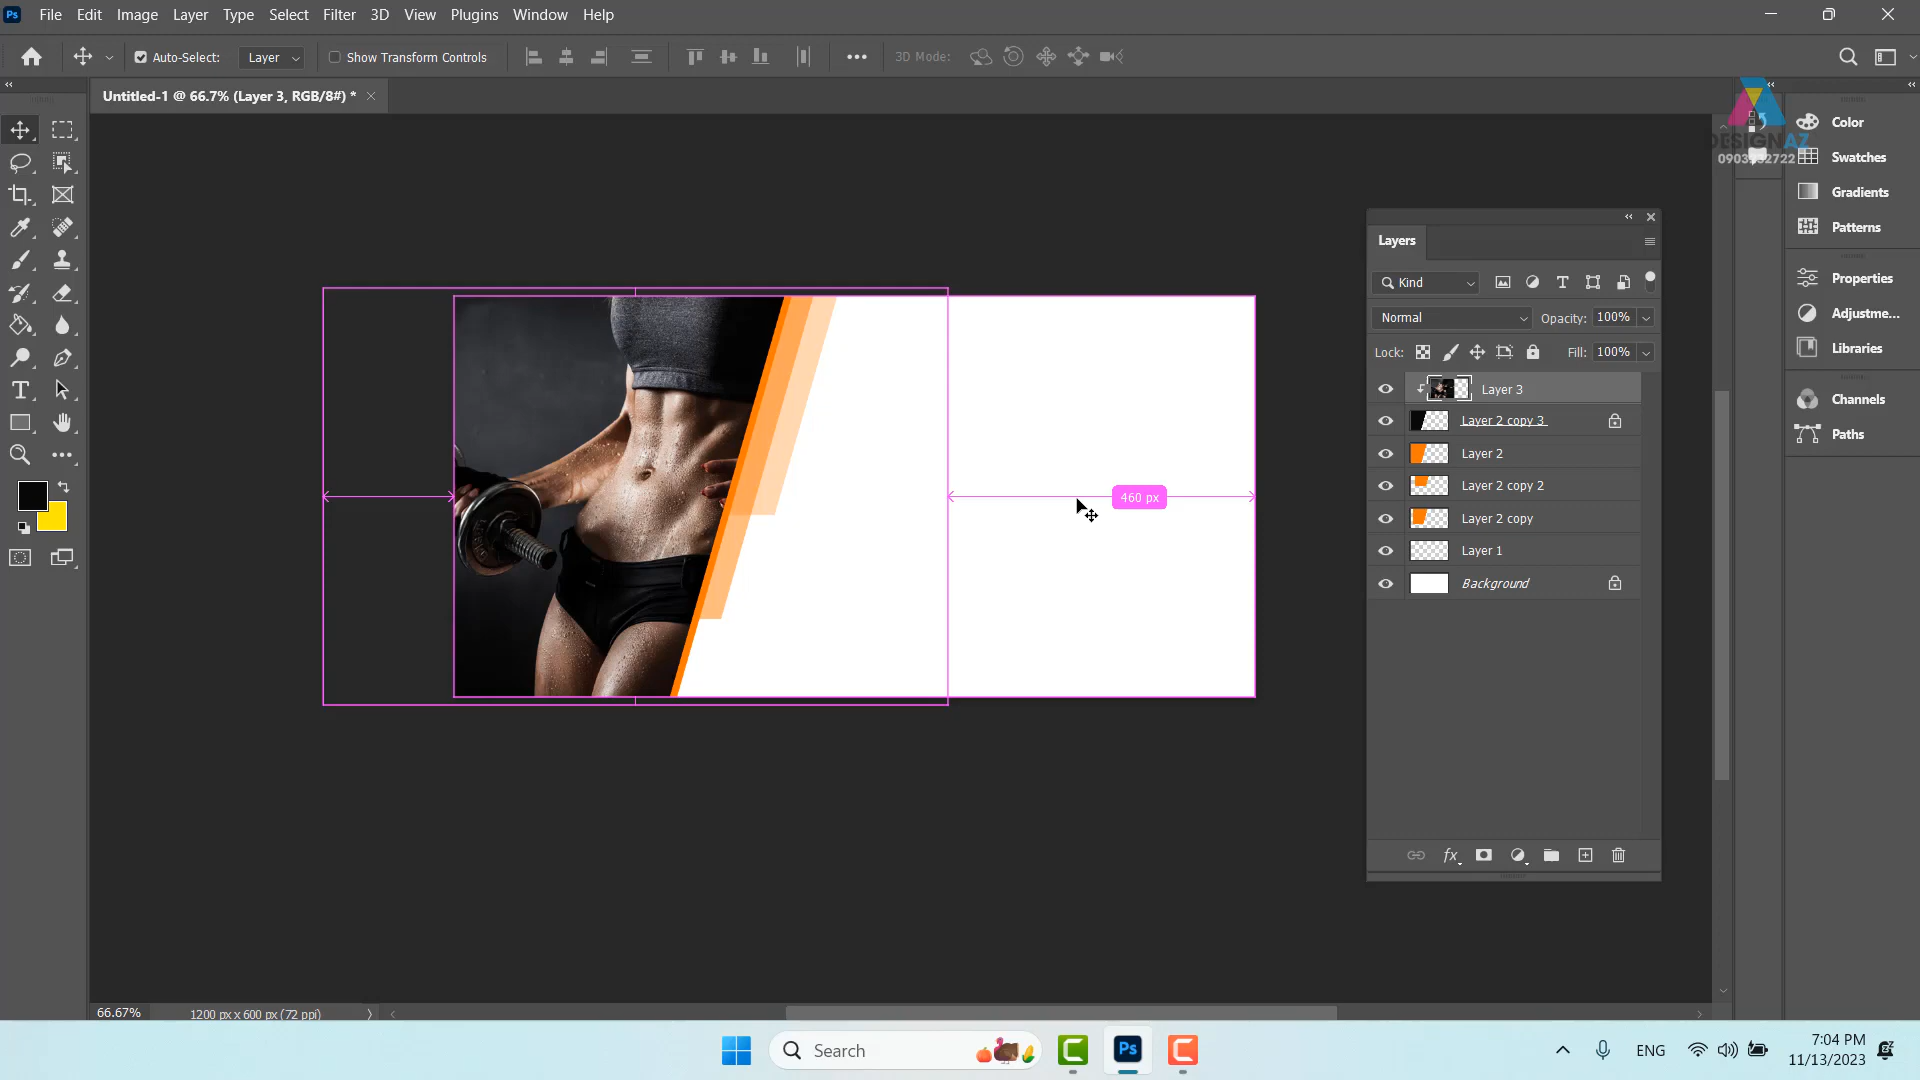 Ps File Edit Image Layer Type Select Filter 3D View Plugins Window Help
Auto-Select: Layer Show Transform Controls 3D Mode:
Untitled-1 @ 66.7% (Layer 3, RGB/8#) *
DESIGNAZ
Color
Swatches
Gradients
Patterns
Properties
Adjustme...
Libraries
Channels
Paths
Layers
Kind
Normal Opacity: 100%
Lock: Fill: 100%
Layer 3
Layer 2 copy 3
Layer 2
Layer 2 copy 2
Layer 2 copy
Layer 1
Background
fx
460 px
66.67% 1200 px x 600 px (72 ppi)
Search
Ps
ENG
7:04 PM
11/13/2023